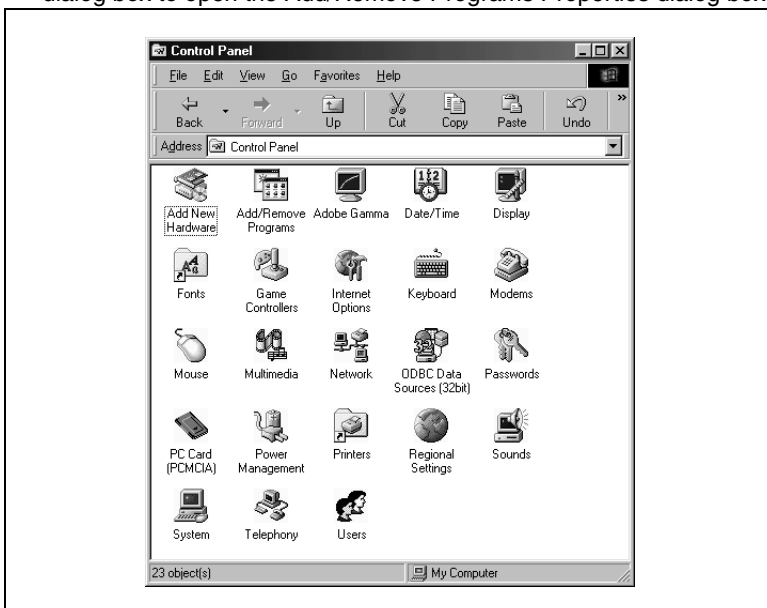 dialog box to open the Add/Remove Programs Properties dialog box
Control Panel
File Edit View Go Favorites Help
Back Forward Up Cut Copy Paste Undo »
Address Control Panel
Add New Hardware
Add/Remove Programs
Adobe Gamma
Date/Time
Display
Fonts
Game Controllers
Internet Options
Keyboard
Modems
Mouse
Multimedia
Network
ODBC Data Sources (32bit)
Passwords
PC Card (PCMCIA)
Power Management
Printers
Regional Settings
Sounds
System
Telephony
Users
23 object(s) My Computer